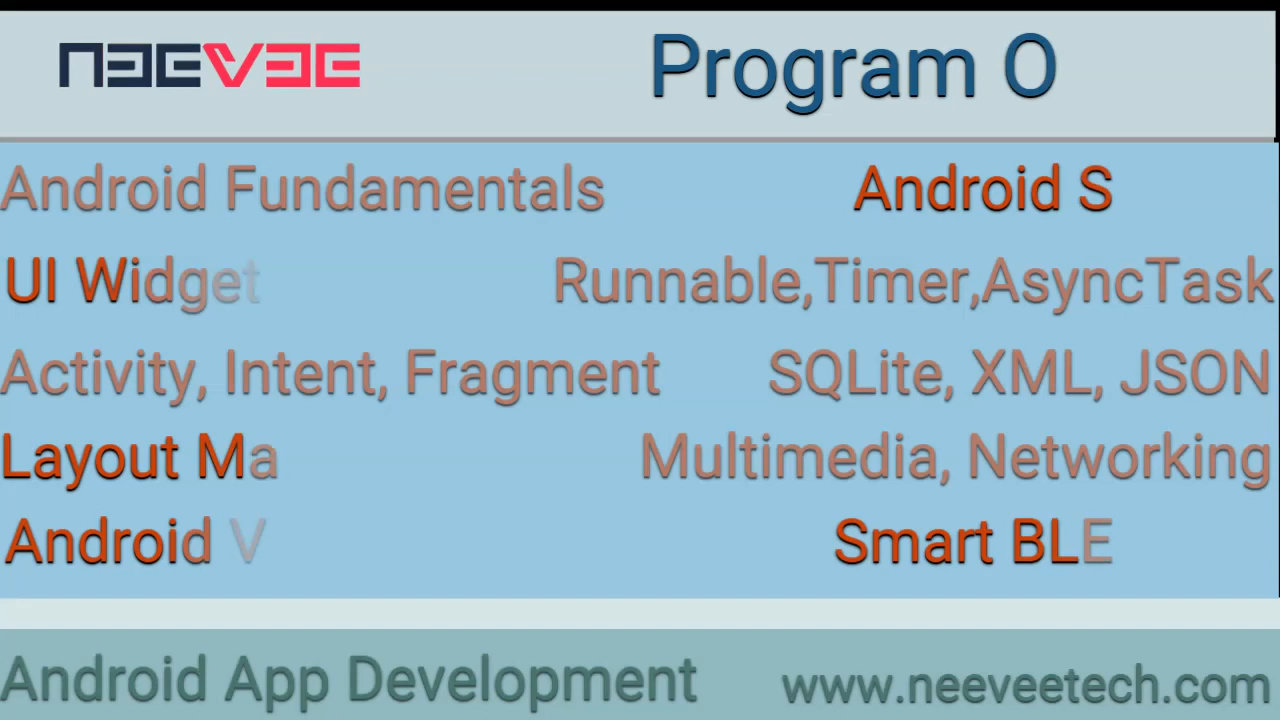 NEEVEE
Program O
Android Fundamentals
Android S
UI Widget
Runnable,Timer,AsyncTask
Activity, Intent, Fragment
SQLite, XML, JSON
Layout Ma
Multimedia, Networking
Android V
Smart BLE
Android App Development
www.neeveetech.com